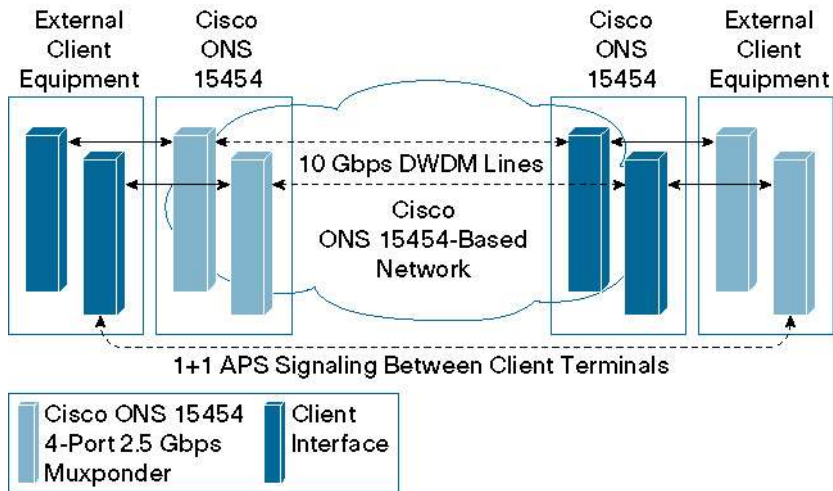 External
Client
Equipment
Cisco
ONS
15454
Cisco
ONS
15454
External
Client
Equipment
10 Gbps DWDM Lines
Cisco
ONS 15454-Based
Network
1+1 APS Signaling Between Client Terminals
Cisco ONS 15454
4-Port 2.5 Gbps
Muxponder
Client
Interface